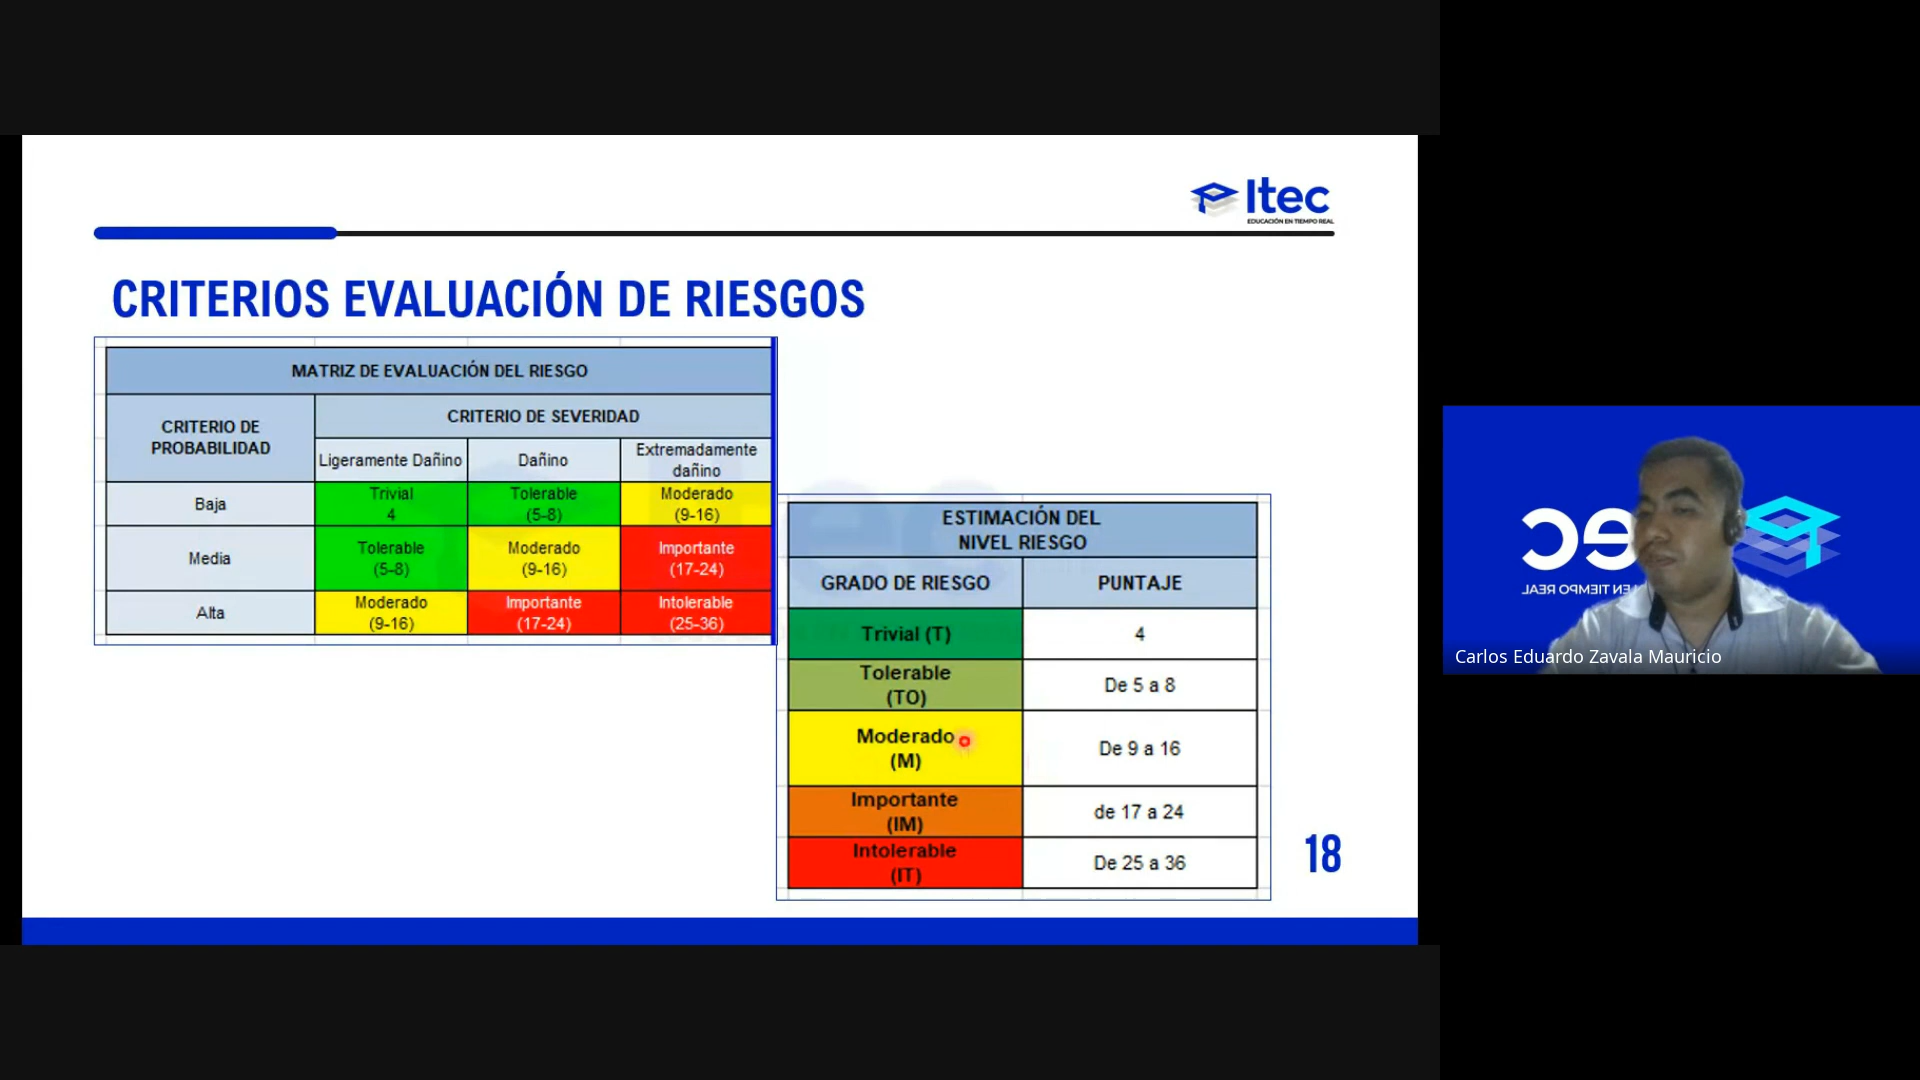 Itec
EDUCACIÓN EN TIEMPO REAL
CRITERIOS EVALUACIÓN DE RIESGOS
MATRIZ DE EVALUACIÓN DEL RIESGO
CRITERIO DE
PROBABILIDAD
CRITERIO DE SEVERIDAD
Ligeramente Dañino
Dañino
Extremadamente
dañino
Baja
Trivial
4
Tolerable
(5-8)
Moderado
(9-16)
Media
Tolerable
(5-8)
Moderado
(9-16)
Importante
(17-24)
Alta
Moderado
(9-16)
Importante
(17-24)
Intolerable
(25-36)
ESTIMACIÓN DEL
NIVEL RIESGO
GRADO DE RIESGO
PUNTAJE
Trivial (T)
4
Tolerable
(TO)
De 5 a 8
Moderado
(M)
De 9 a 16
Importante
(IM)
de 17 a 24
Intolerable
(IT)
De 25 a 36
18
ec
EN TIEMPO REAL
Carlos Eduardo Zavala Mauricio